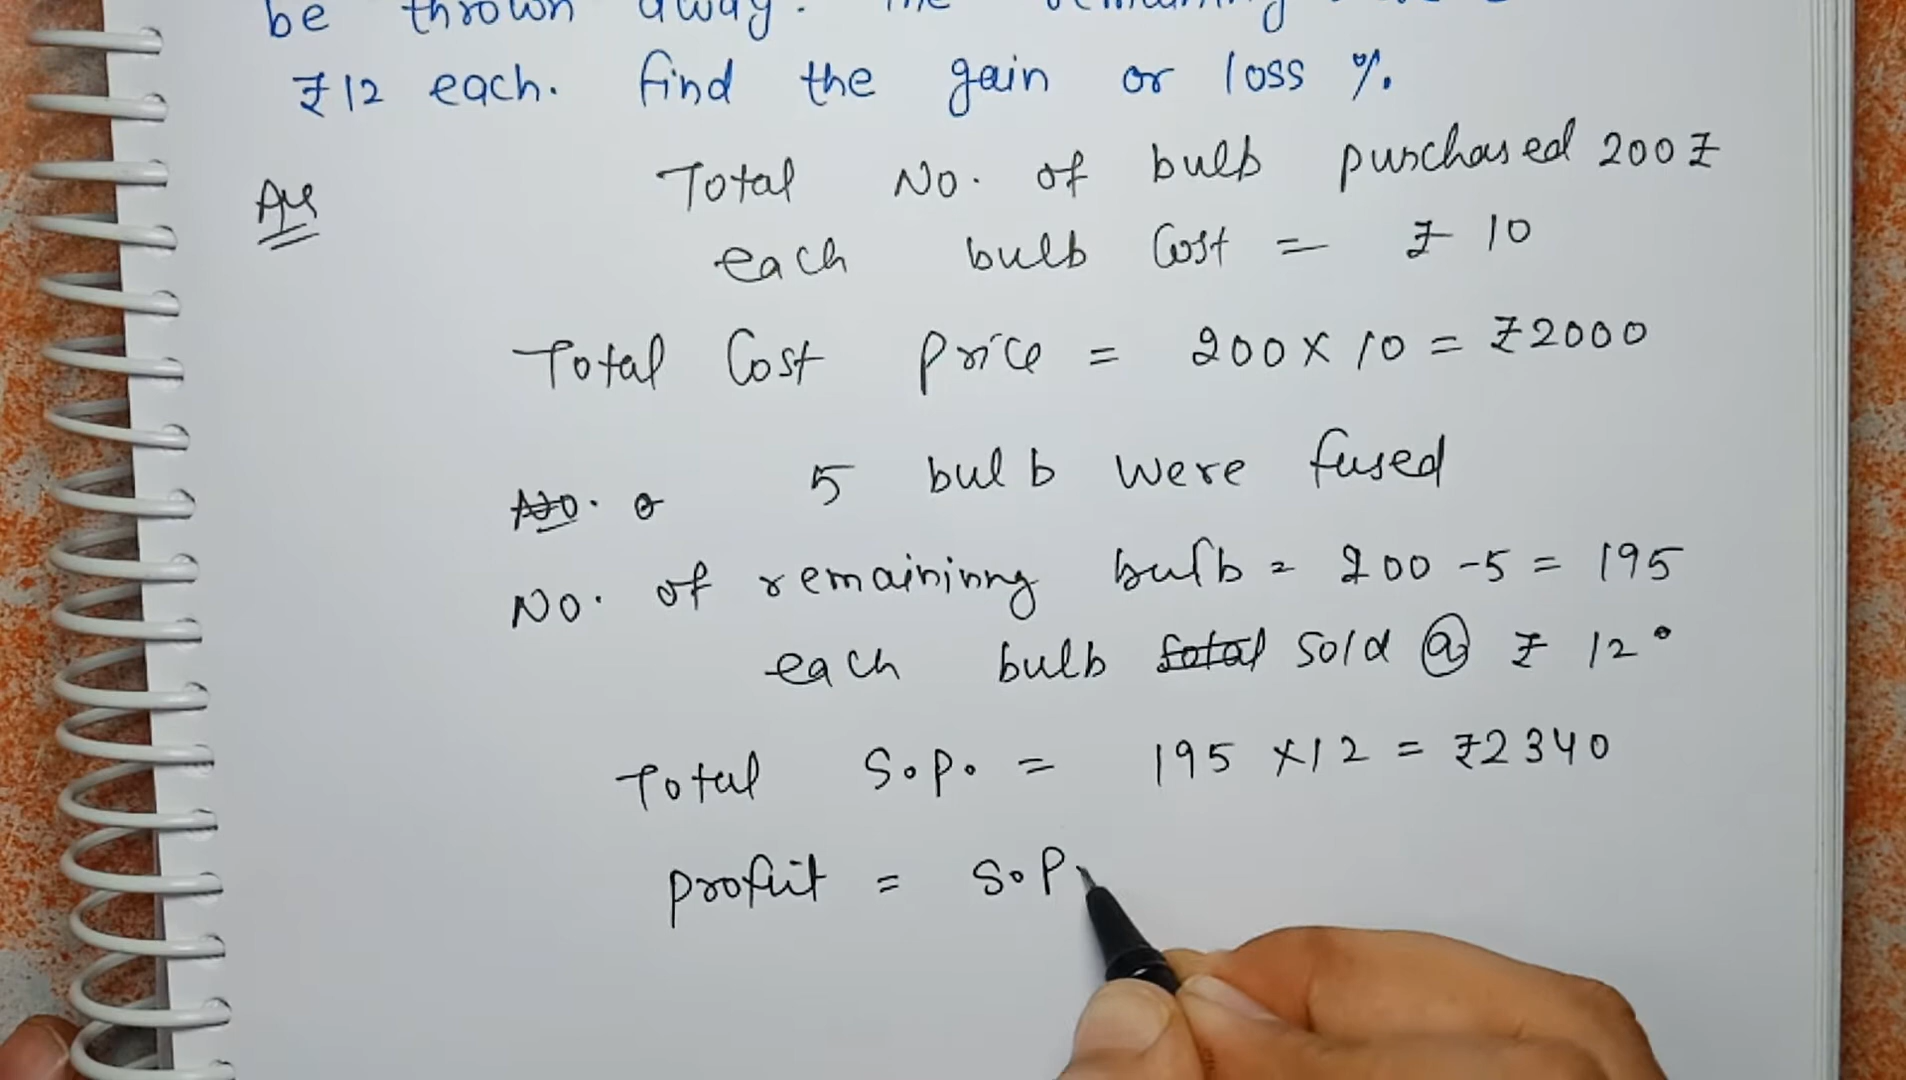 be thrown away. The remaining
₹12 each. find the gain or loss %.
Ans
Total No. of bulb purchased 200 ₹
each bulb Cost = ₹ 10
Total Cost price = 200 x 10 = ₹2000
No. o 5 bulb were fused
No. of remaininng bulb = 200 - 5 = 195
each bulb total sold @ ₹ 12.
Total S.P. = 195 x 12 = ₹2340
profit = S.P.